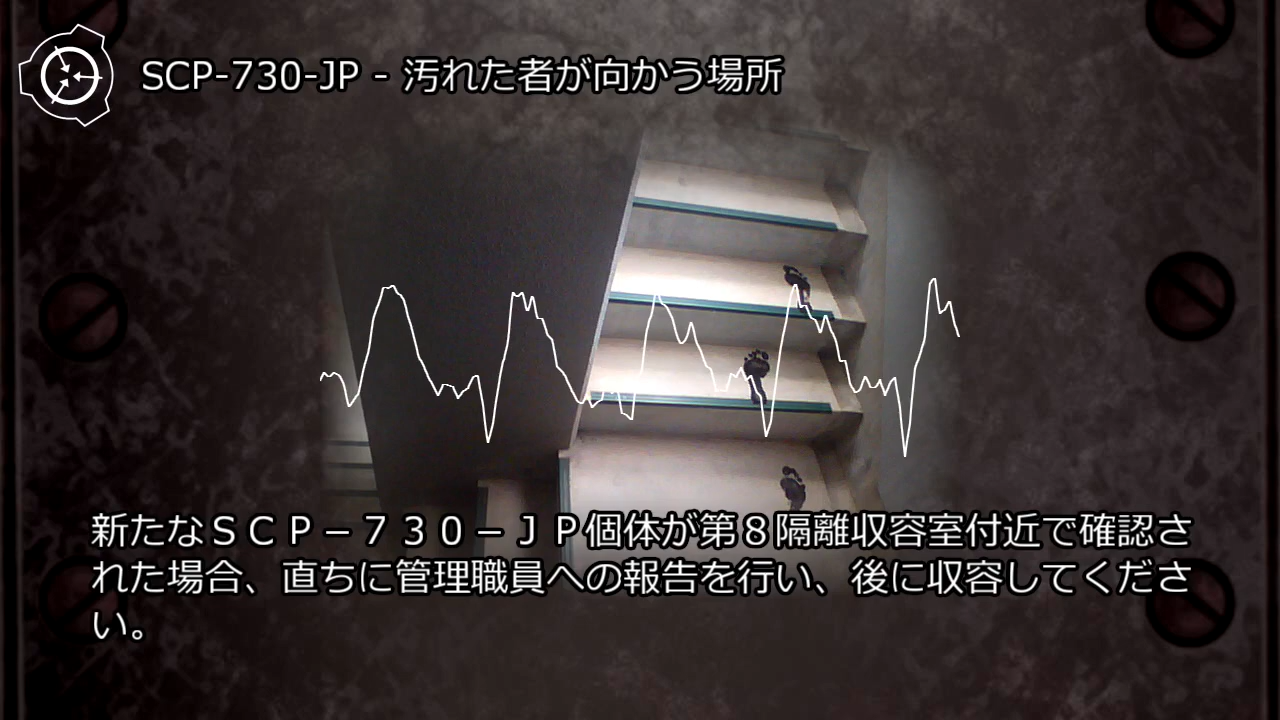 SCP-730-JP - 汚れた者が向かう場所
新たなＳＣＰ－７３０－ＪＰ個体が第８隔離収容室付近で確認さ
れた場合、直ちに管理職員への報告を行い、後に収容してくださ
い。